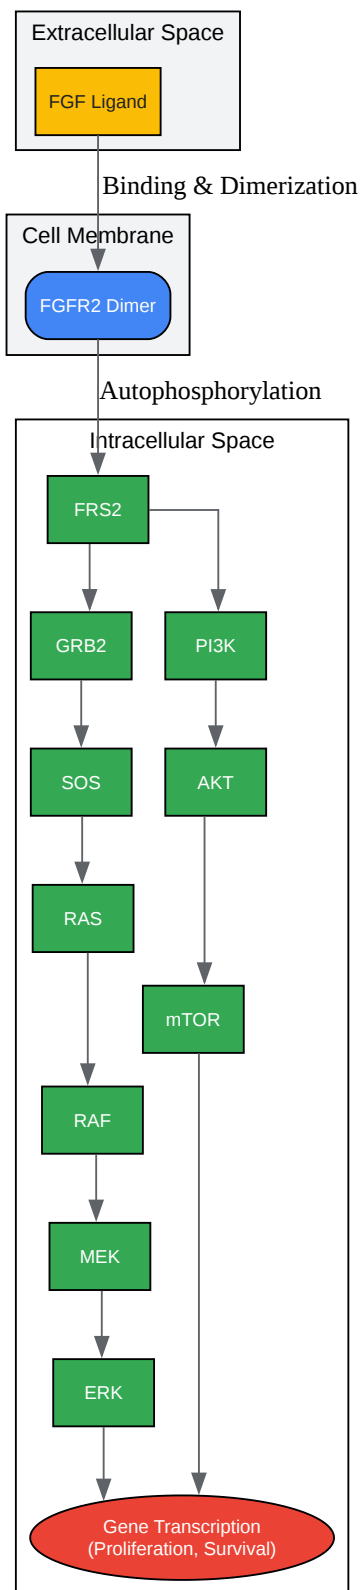 Extracellular Space
FGF Ligand
Binding & Dimerization
Cell Membrane
FGFR2 Dimer
Autophosphorylation
Intracellular Space
FRS2
GRB2
PI3K
SOS
AKT
RAS
mTOR
RAF
MEK
ERK
Gene Transcription
(Proliferation, Survival)